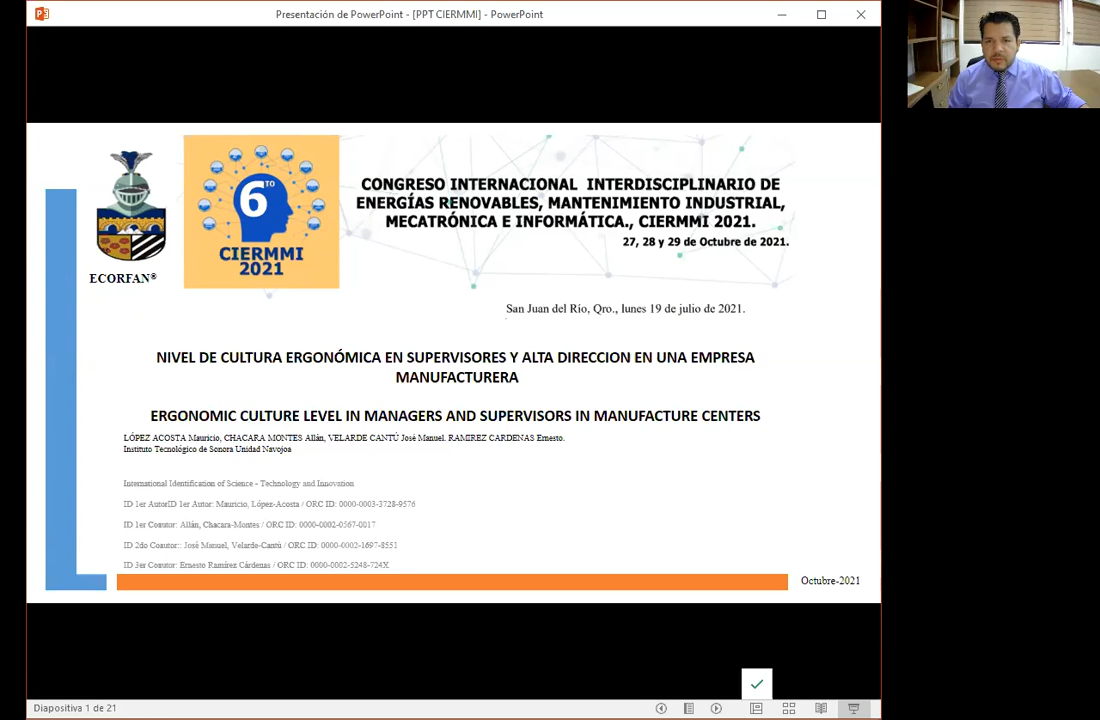 Presentación de PowerPoint - [PPT CIERMMI] - PowerPoint
6TO
CIERMMI
2021
ECORFAN®
CONGRESO INTERNACIONAL INTERDISCIPLINARIO DE
ENERGÍAS RENOVABLES, MANTENIMIENTO INDUSTRIAL,
MECATRÓNICA E INFORMÁTICA., CIERMMI 2021.
27, 28 y 29 de Octubre de 2021.
San Juan del Río, Qro., lunes 19 de julio de 2021.
NIVEL DE CULTURA ERGONÓMICA EN SUPERVISORES Y ALTA DIRECCION EN UNA EMPRESA
MANUFACTURERA
ERGONOMIC CULTURE LEVEL IN MANAGERS AND SUPERVISORS IN MANUFACTURE CENTERS
LÓPEZ ACOSTA Mauricio, CHACARA MONTES Allán, VELARDE CANTÚ José Manuel. RAMIREZ CARDENAS Ernesto.
Instituto Tecnológico de Sonora Unidad Navojoa
International Identification of Science - Technology and Innovation
ID 1er AutorID 1er Autor: Mauricio, López-Acosta / ORC ID: 0000-0003-3728-9576
ID 1er Coautor: Allán, Chacara-Montes / ORC ID: 0000-0002-0567-0017
ID 2do Coautor:: José Manuel, Velarde-Cantú / ORC ID: 0000-0002-1697-8551
ID 3er Coautor: Ernesto Ramírez Cárdenas / ORC ID: 0000-0002-5248-724X
Octubre-2021
Diapositiva 1 de 21